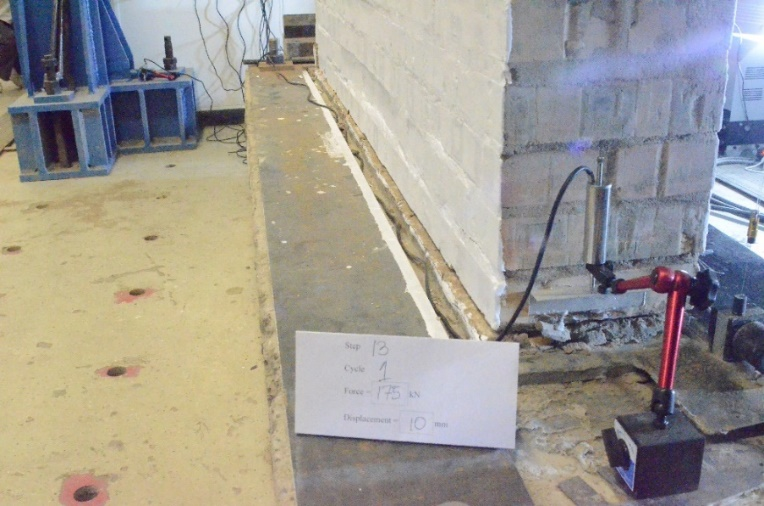 Step 13
Cycle 1
Force = 175 kN
Displacement = 10 mm